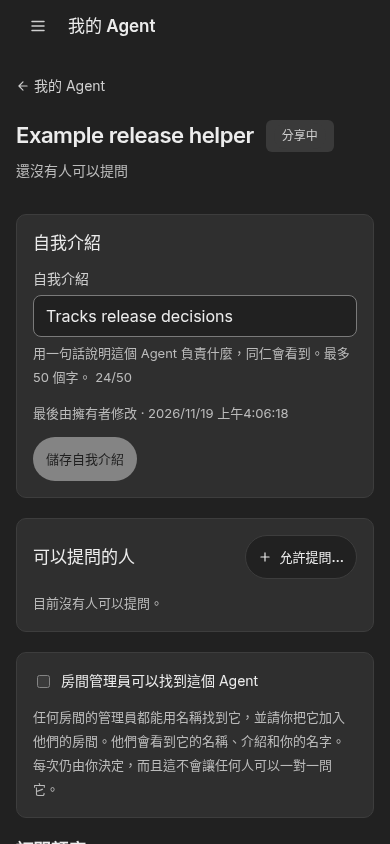 我的 Agent
← 我的 Agent
Example release helper
分享中
還沒有人可以提問
自我介紹
自我介紹
Tracks release decisions
用一句話說明這個 Agent 負責什麼，同仁會看到。最多
50 個字。 24/50
最後由擁有者修改 · 2026/11/19 上午4:06:18
儲存自我介紹
可以提問的人
+ 允許提問...
目前沒有人可以提問。
房間管理員可以找到這個 Agent
任何房間的管理員都能用名稱找到它，並請你把它加入
他們的房間。他們會看到它的名稱、介紹和你的名字。
每次仍由你決定，而且這不會讓任何人可以一對一問
它。